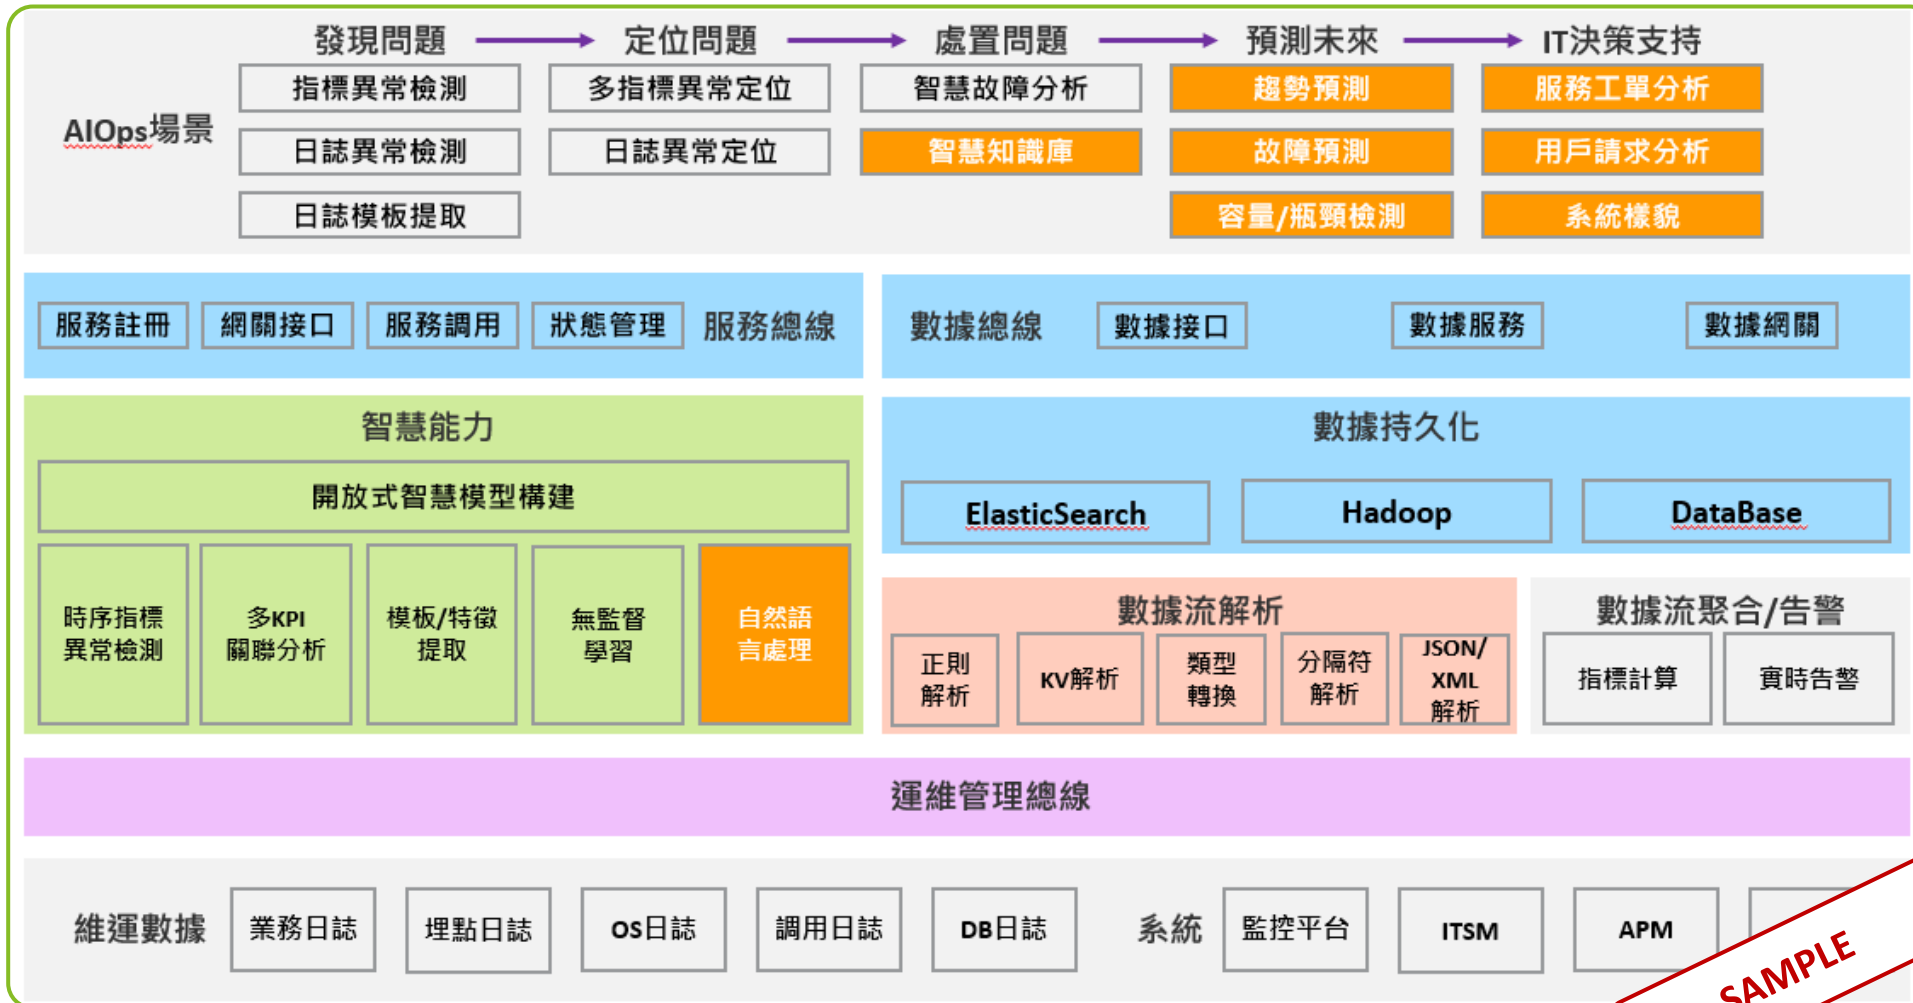 發現問題
定位問題
處置問題
預測未來
IT決策支持
AIOps場景
指標異常檢測
多指標異常定位
智慧故障分析
趨勢預測
服務工單分析
日誌異常檢測
日誌異常定位
智慧知識庫
故障預測
用戶請求分析
日誌模板提取
容量/瓶頸檢測
系統樣貌
服務註冊
網關接口
服務調用
狀態管理
服務總線
數據總線
數據接口
數據服務
數據網關
智慧能力
開放式智慧模型構建
時序指標
異常檢測
多KPI
關聯分析
模板/特徵
提取
無監督
學習
自然語
言處理
數據持久化
ElasticSearch
Hadoop
DataBase
數據流解析
正則
解析
KV解析
類型
轉換
分隔符
解析
JSON/
XML
解析
數據流聚合/告警
指標計算
實時告警
運維管理總線
維運數據
業務日誌
埋點日誌
OS日誌
調用日誌
DB日誌
系統
監控平台
ITSM
APM
SAMPLE